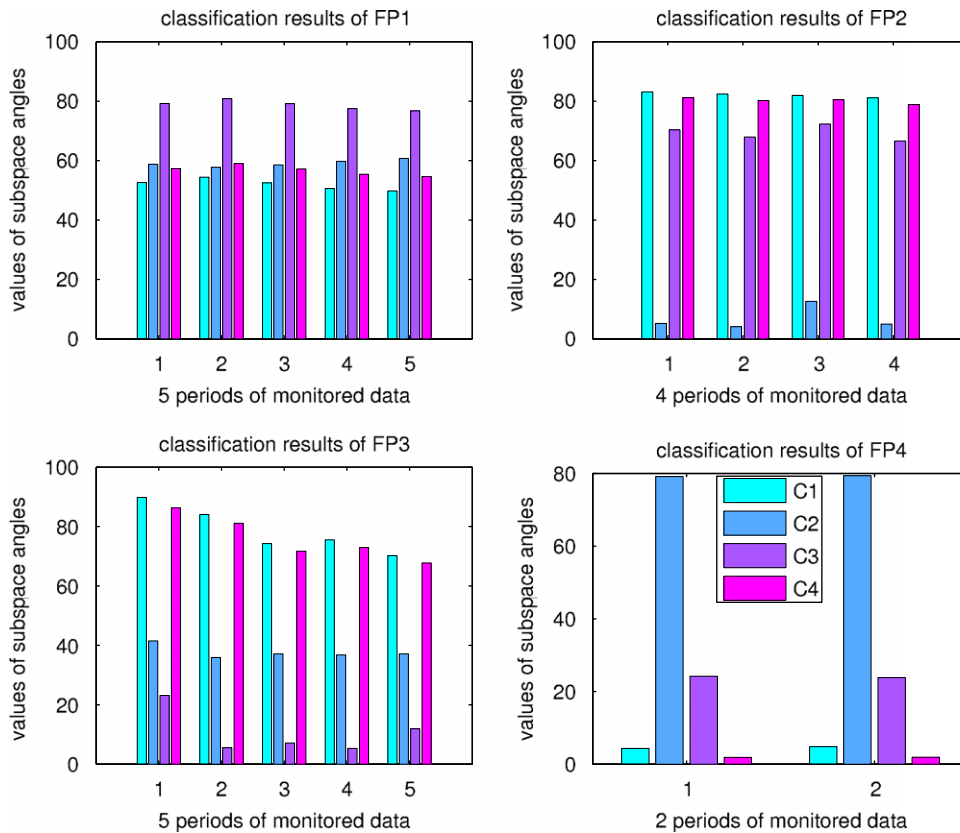 classification results of FP1
values of subspace angles
100
80
60
40
20
0
1 2 3 4 5
5 periods of monitored data
classification results of FP2
values of subspace angles
100
80
60
40
20
0
1 2 3 4
4 periods of monitored data
classification results of FP3
values of subspace angles
100
80
60
40
20
0
1 2 3 4 5
5 periods of monitored data
classification results of FP4
values of subspace angles
80
60
40
20
0
C1
C2
C3
C4
1 2
2 periods of monitored data